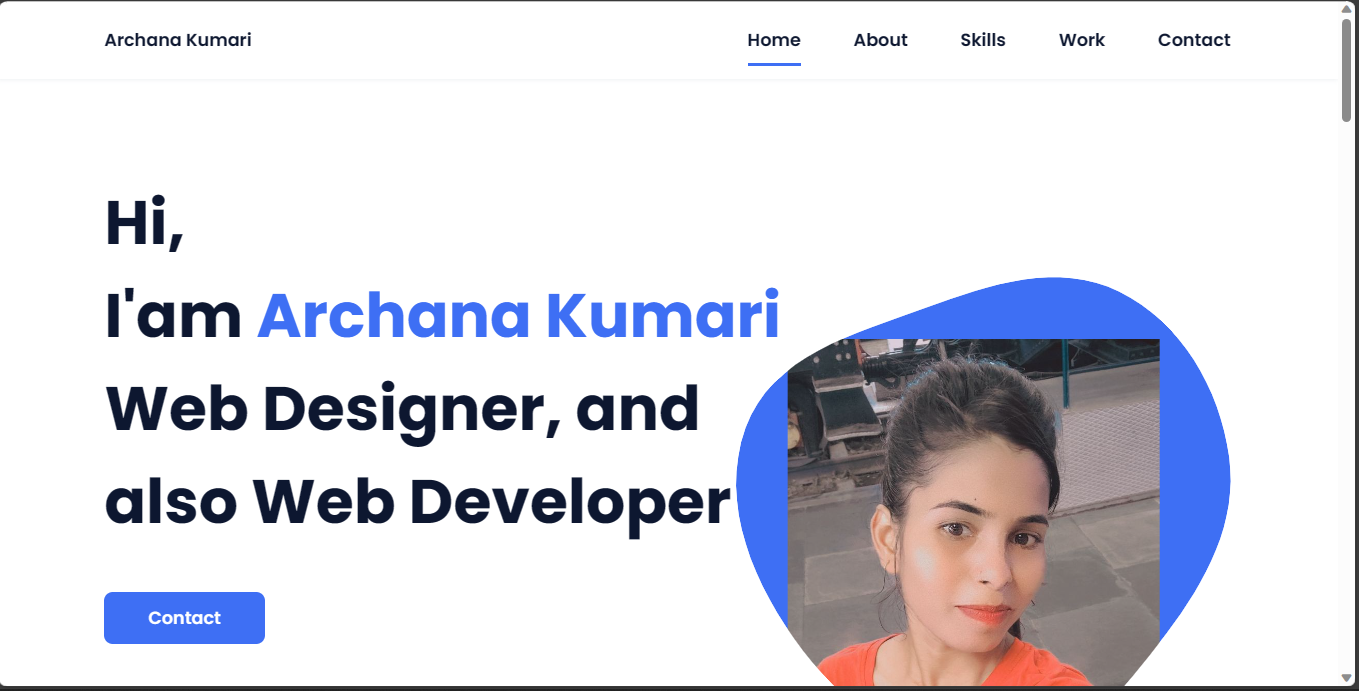 Archana Kumari
Home About Skills Work Contact
Hi,
I'am Archana Kumari
Web Designer, and
also Web Developer
Contact